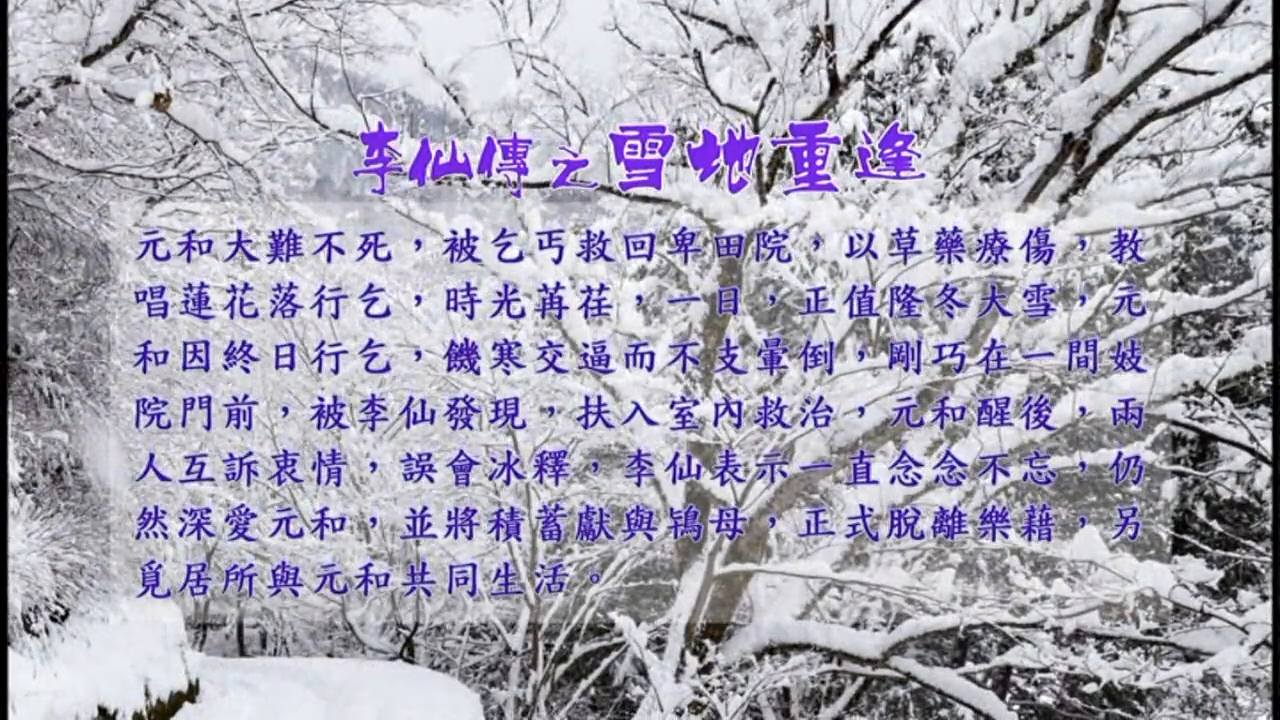 李仙傳之雪地重逢
元和大難不死，被乞丐救回卑田院，以草藥療傷，教
唱蓮花落行乞，時光苒荏，一日，正值隆冬大雪，元
和因終日行乞，饑寒交逼而不支暈倒，剛巧在一間妓
院門前，被李仙發現，扶入室內救治，元和醒後，兩
人互訴衷情，誤會冰釋，李仙表示一直念念不忘，仍
然深愛元和，並將積蓄獻與鴇母，正式脫離樂藉，另
覓居所與元和共同生活。